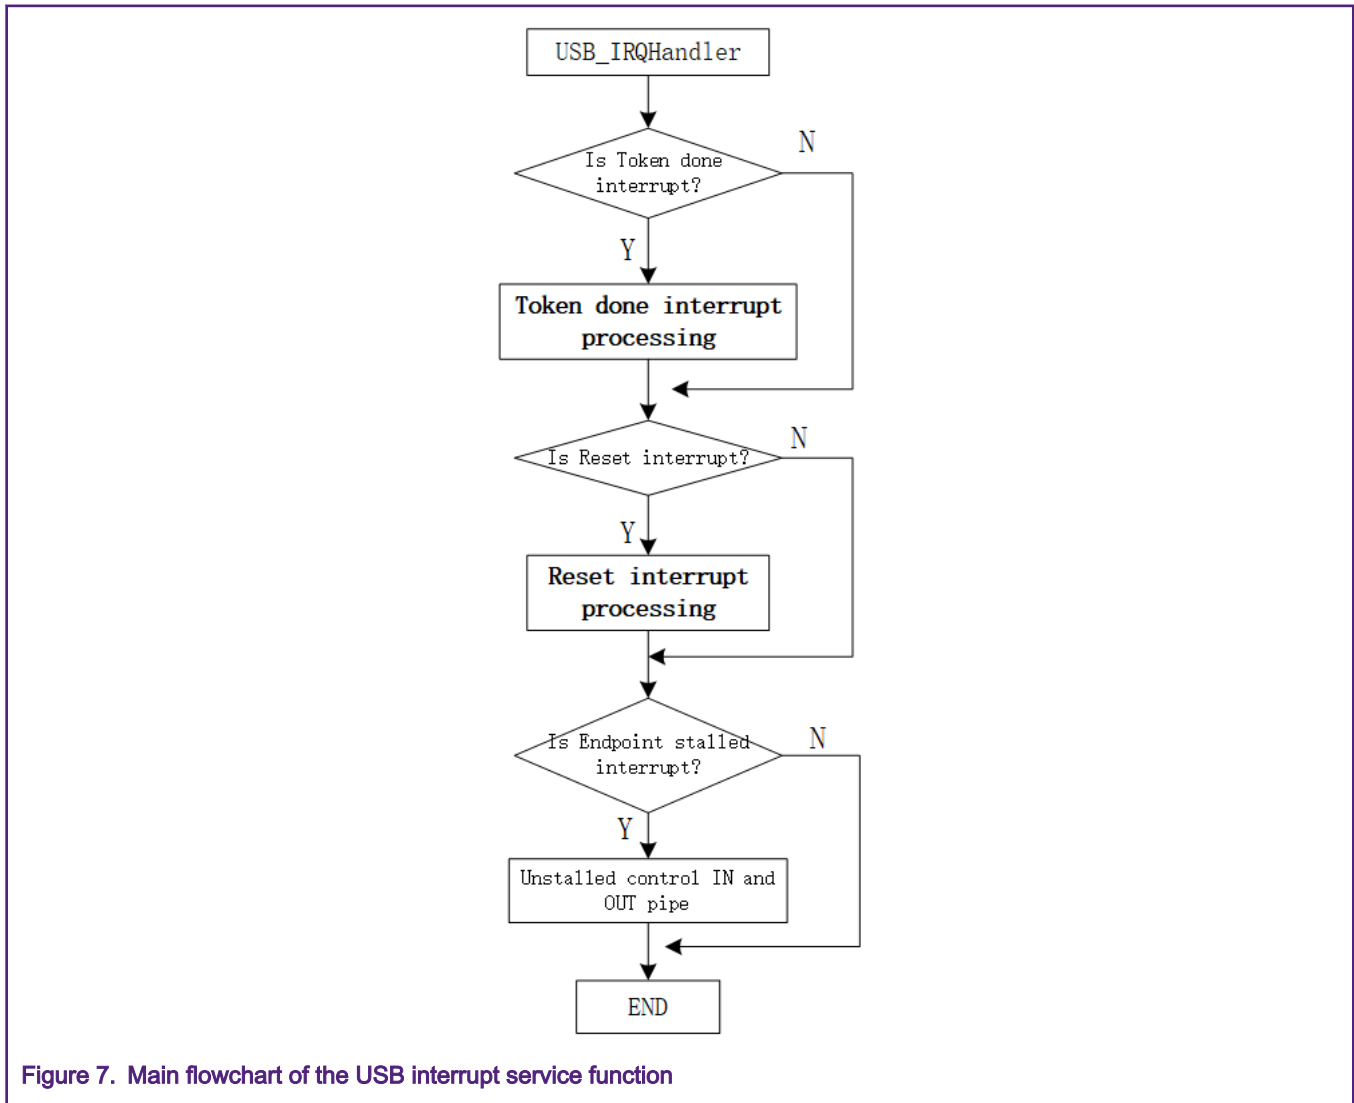 USB_IRQHandler
Is Token done
interrupt?
N
Y
Token done interrupt
processing
Is Reset interrupt?
N
Y
Reset interrupt
processing
Is Endpoint stalled
interrupt?
N
Y
Unstalled control IN and
OUT pipe
END
Figure 7. Main flowchart of the USB interrupt service function